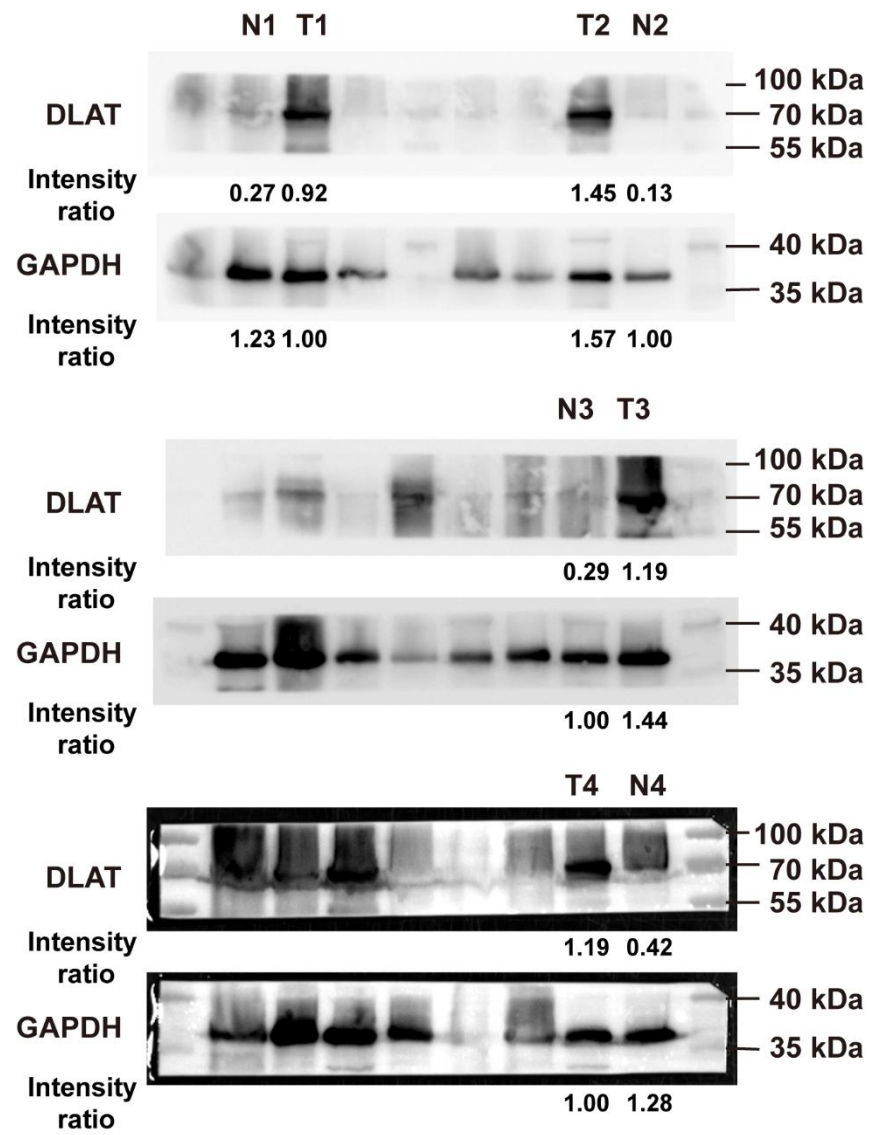 N1 T1 T2 N2
100 kDa
DLAT 70 kDa
55 kDa
Intensity
ratio
0.27 0.92 1.45 0.13
40 kDa
GAPDH
35 kDa
Intensity
ratio
1.23 1.00 1.57 1.00
N3 T3
100 kDa
DLAT 70 kDa
55 kDa
Intensity
ratio
0.29 1.19
40 kDa
GAPDH
35 kDa
Intensity
ratio
1.00 1.44
T4 N4
100 kDa
70 kDa
DLAT
55 kDa
Intensity
ratio
1.19 0.42
40 kDa
GAPDH
35 kDa
Intensity
ratio
1.00 1.28